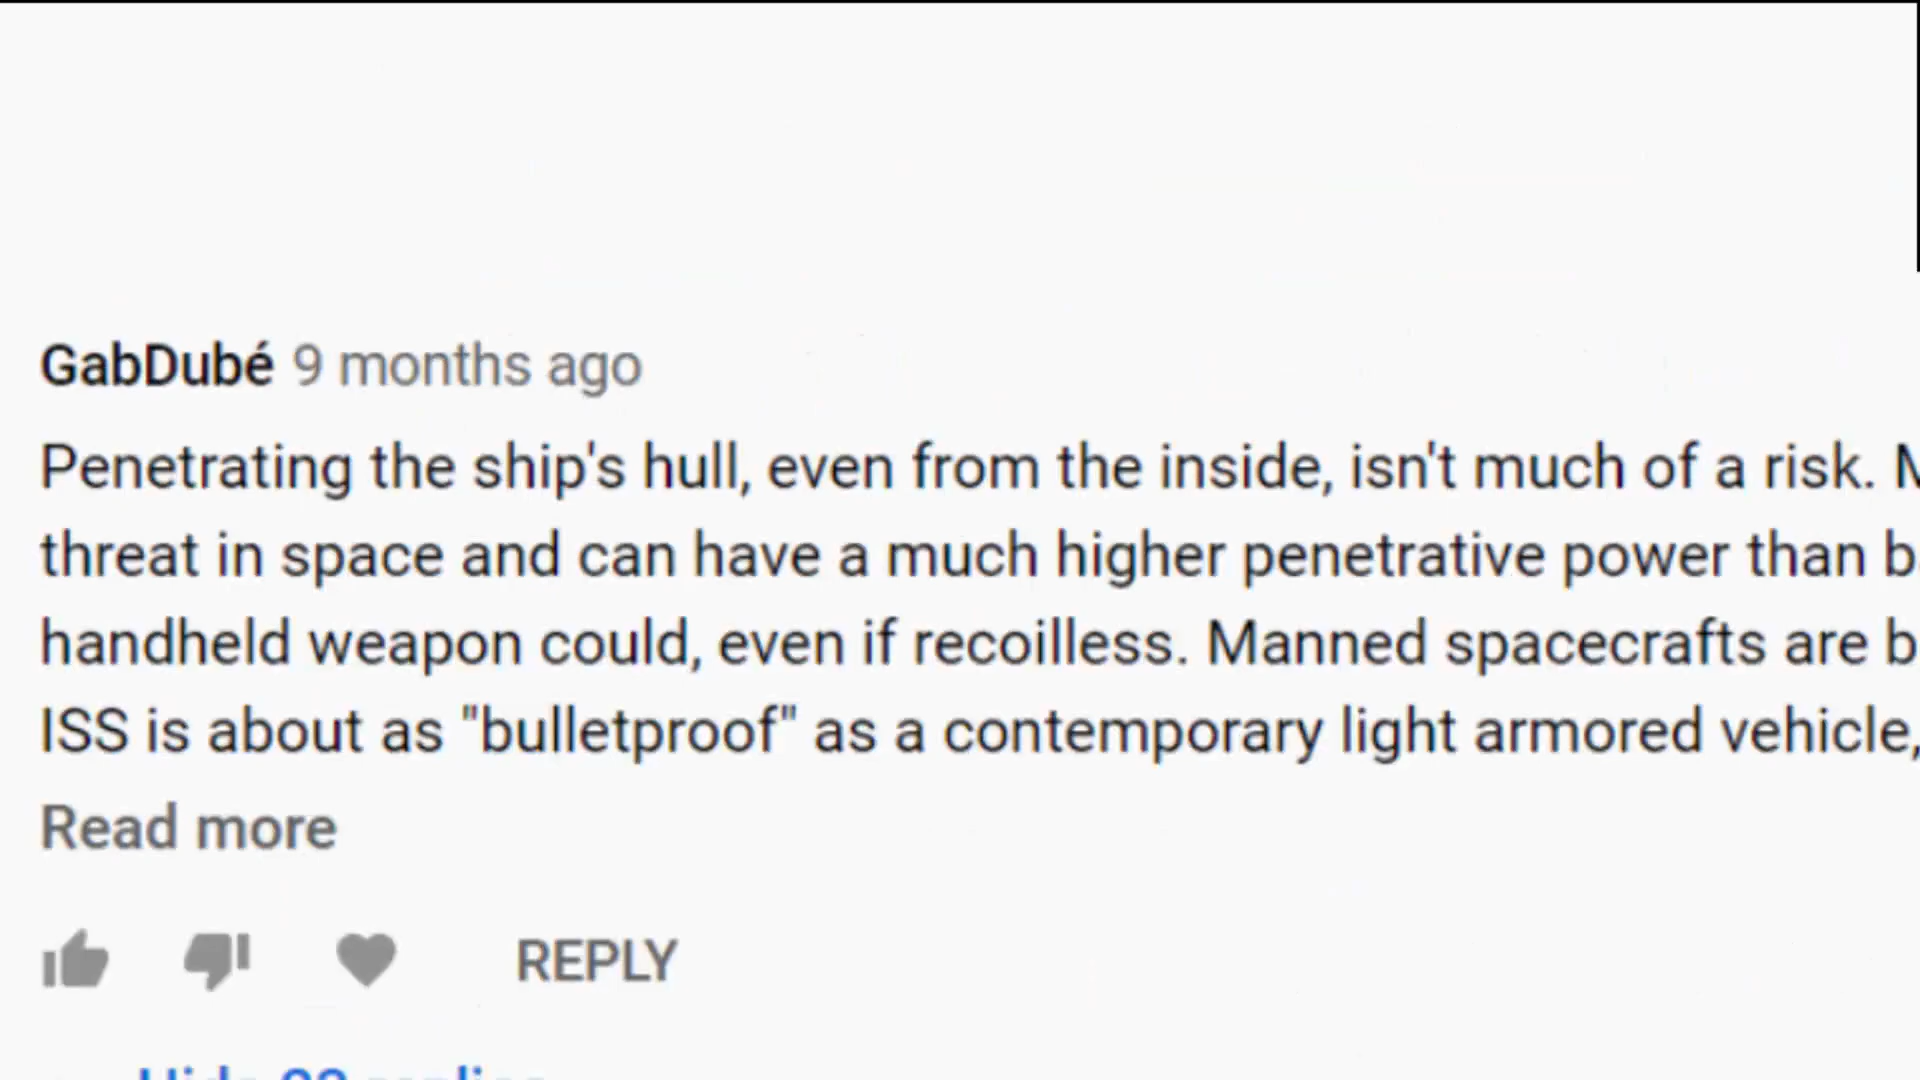 GabDubé 9 months ago
Penetrating the ship's hull, even from the inside, isn't much of a risk.
threat in space and can have a much higher penetrative power than
handheld weapon could, even if recoilless. Manned spacecrafts are
ISS is about as "bulletproof" as a contemporary light armored vehicle,
Read more
REPLY